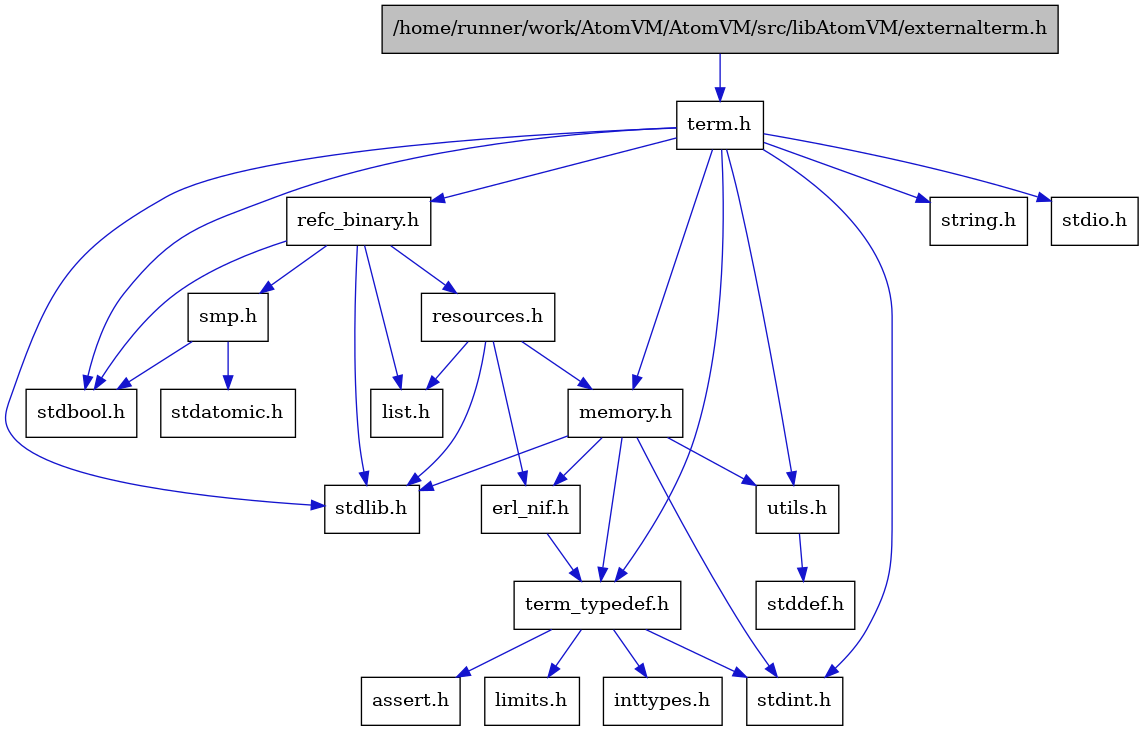 /home/runner/work/AtomVM/AtomVM/src/libAtomVM/externalterm.h
term.h
refc_binary.h
string.h
stdio.h
smp.h
resources.h
stdbool.h
stdatomic.h
list.h
memory.h
stdlib.h
erl_nif.h
utils.h
term_typedef.h
stddef.h
assert.h
limits.h
inttypes.h
stdint.h